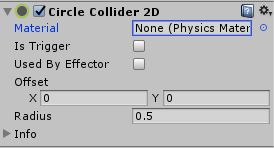 Circle Collider 2D
Material None (Physics Mater
Is Trigger
Used By Effector
Offset
X 0 Y 0
Radius 0.5
Info